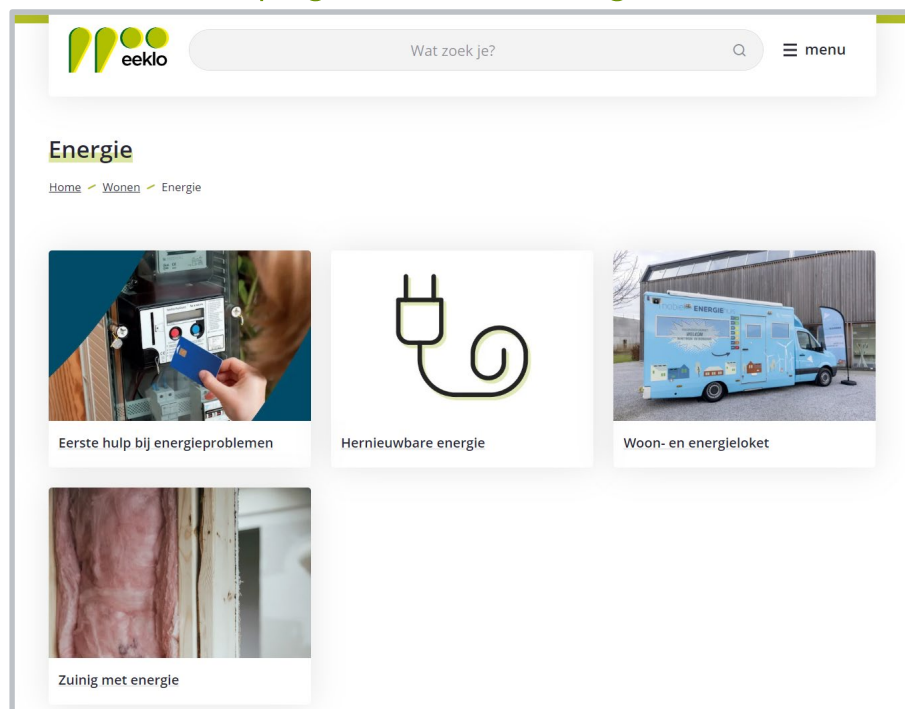 eeklo
Wat zoek je?
menu
Energie
Home Wonen Energie
ENERGIE
Eerste hulp bij energieproblemen
Hernieuwbare energie
Woon- en energieloket
Zuinig met energie